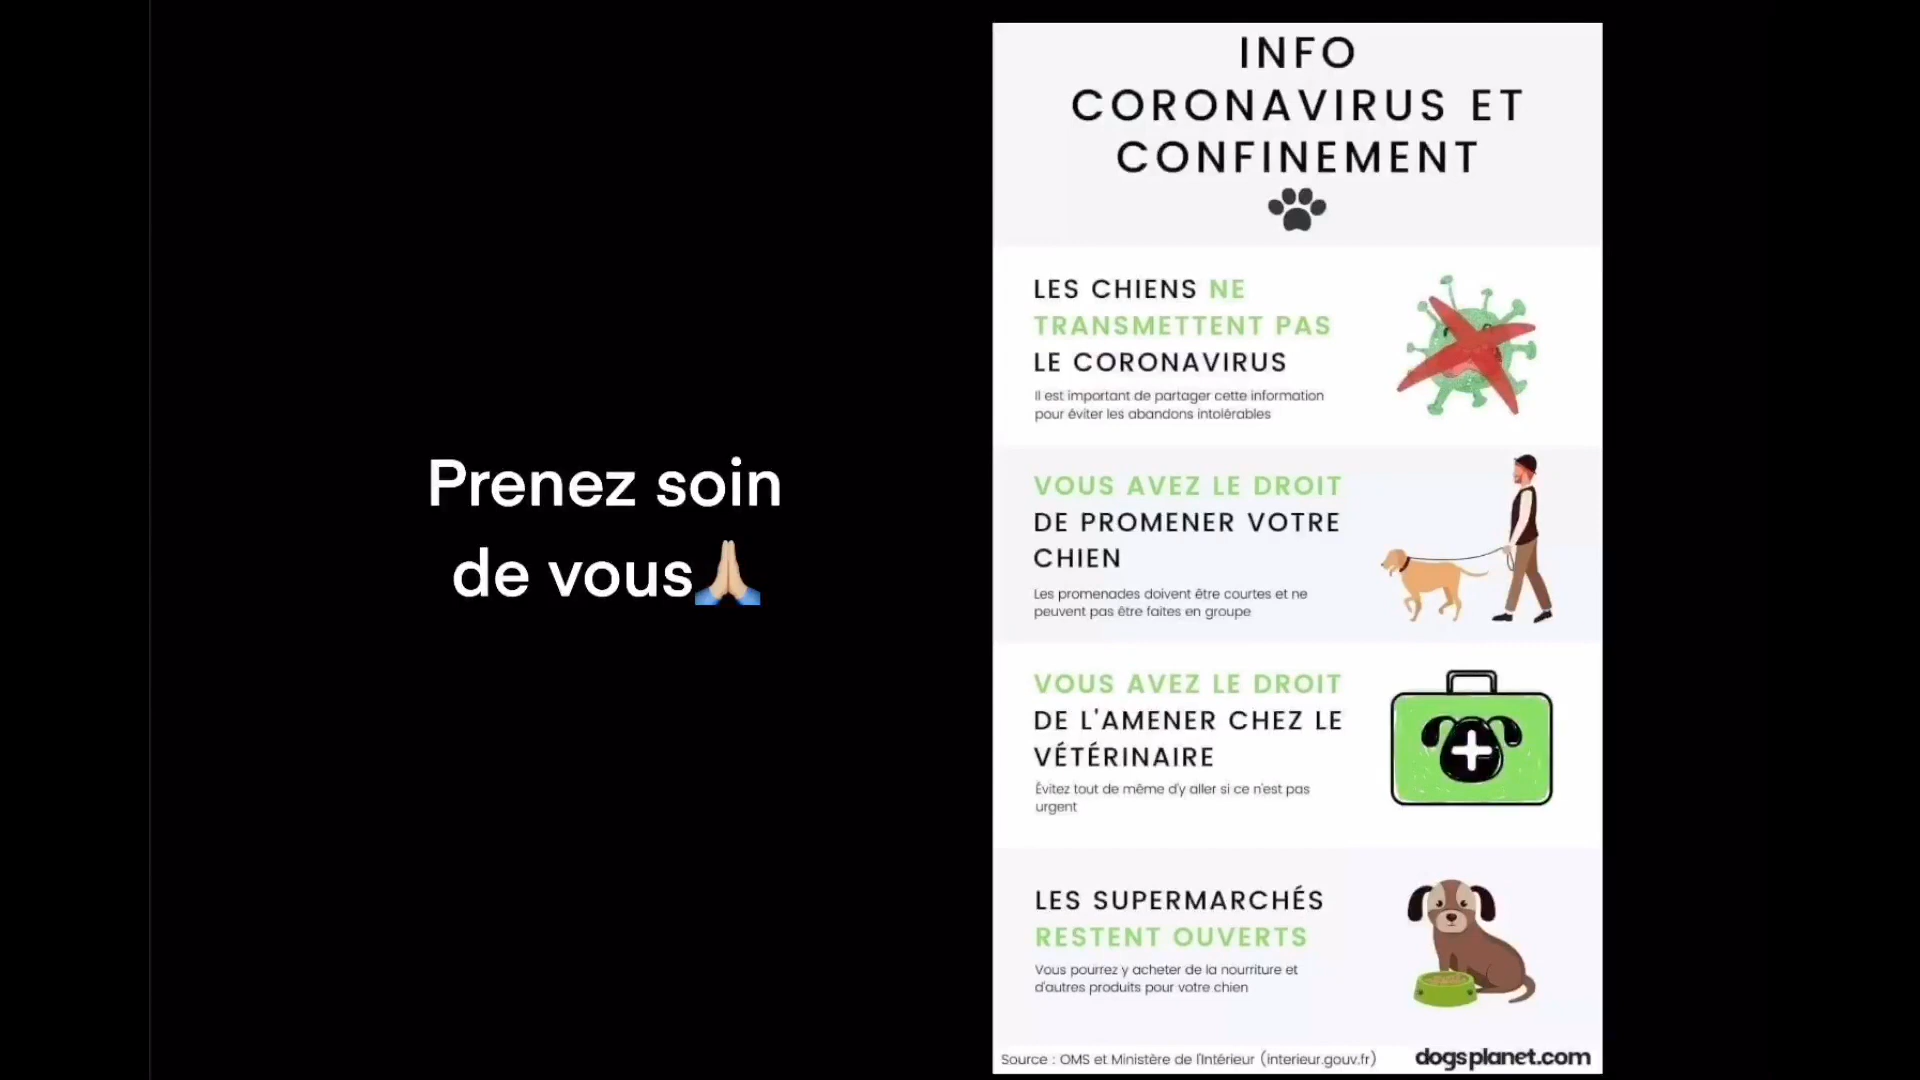 Prenez soin
de vous🙏🏼
INFO
CORONAVIRUS ET
CONFINEMENT
LES CHIENS NE
TRANSMETTENT PAS
LE CORONAVIRUS
Il est important de partager cette information
pour éviter les abandons intolérables
VOUS AVEZ LE DROIT
DE PROMENER VOTRE
CHIEN
Les promenades doivent être courtes et ne
peuvent pas être faites en groupe
VOUS AVEZ LE DROIT
DE L'AMENER CHEZ LE
VÉTÉRINAIRE
Évitez tout de même d'y aller si ce n'est pas
urgent
LES SUPERMARCHÉS
RESTENT OUVERTS
Vous pourrez y acheter de la nourriture et
d'autres produits pour votre chien
Source : OMS et Ministère de l'Intérieur (interieur.gouv.fr)
dogsplanet.com